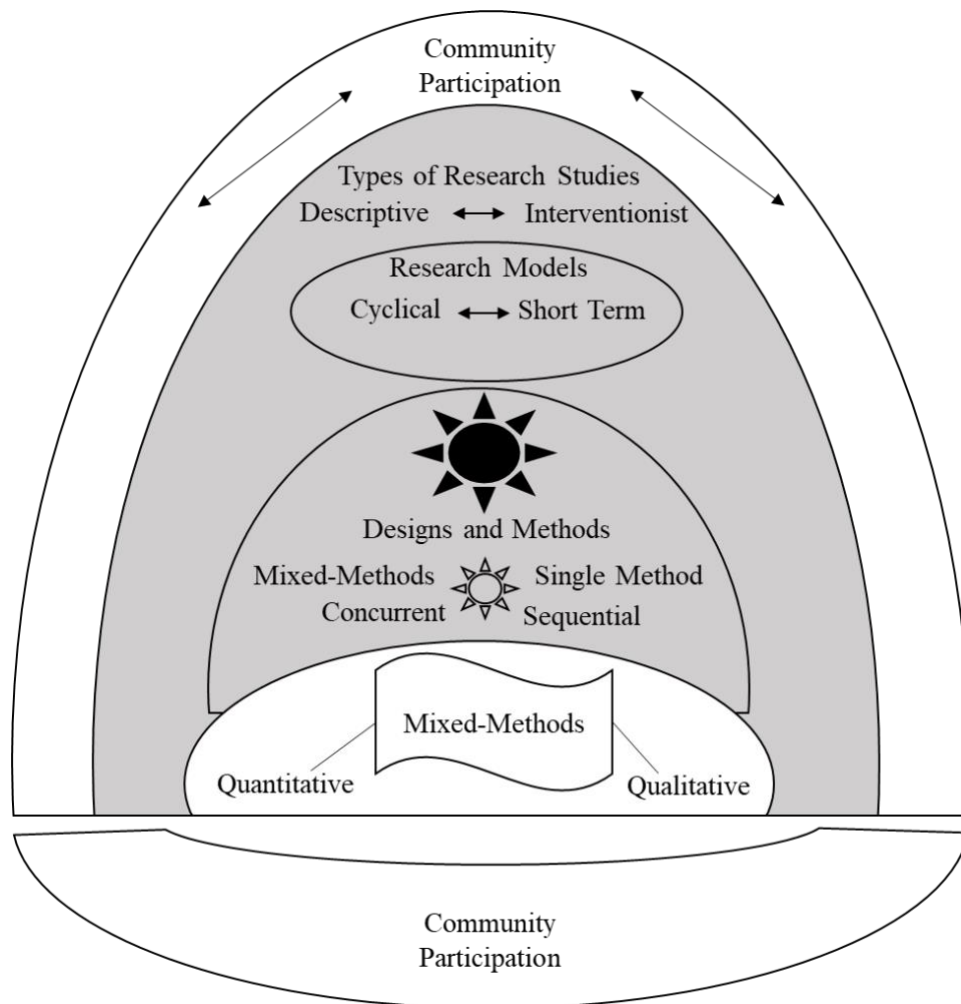 Community
Participation
Types of Research Studies
Descriptive Interventionist
Research Models
Cyclical Short Term
Designs and Methods
Mixed-Methods Single Method
Concurrent Sequential
Mixed-Methods
Quantitative Qualitative
Community
Participation